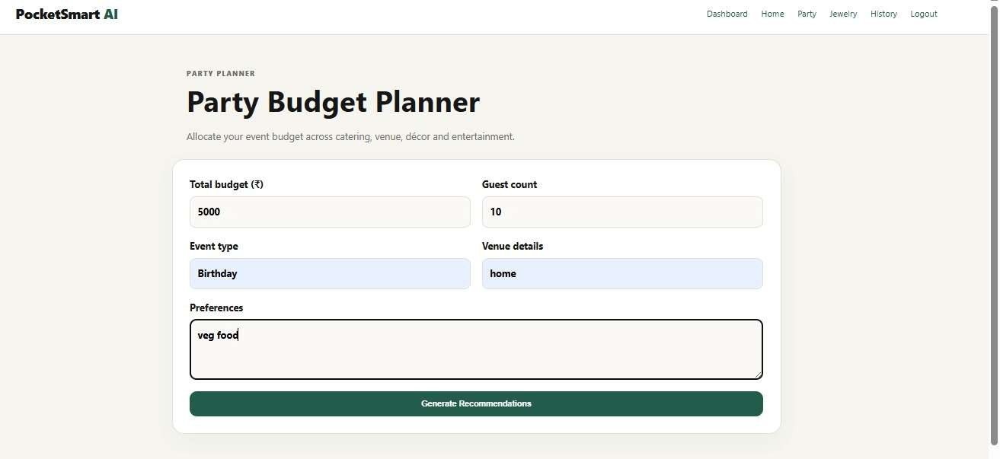 PocketSmart AI
Dashboard Home Party Jewelry History Logout
PARTY PLANNER
Party Budget Planner
Allocate your event budget across catering, venue, décor and entertainment.
Total budget (₹) Guest count
5000 10
Event type Venue details
Birthday home
Preferences
veg food
Generate Recommendations